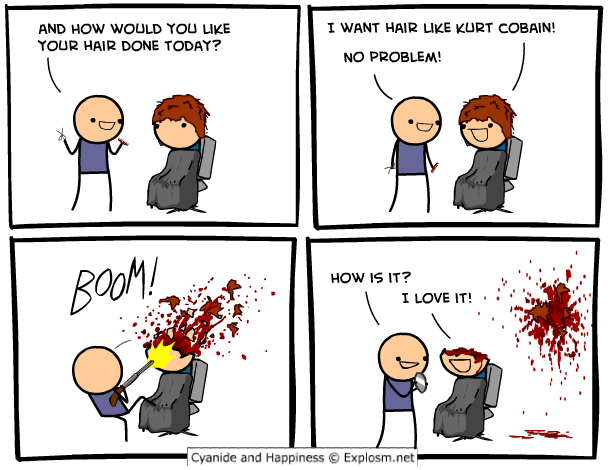 AND HOW WOULD YOU LIKE
YOUR HAIR DONE TODAY?
I WANT HAIR LIKE KURT COBAIN!
NO PROBLEM!
BOOM!
HOW IS IT?
I LOVE IT!
Cyanide and Happiness © Explosm.net